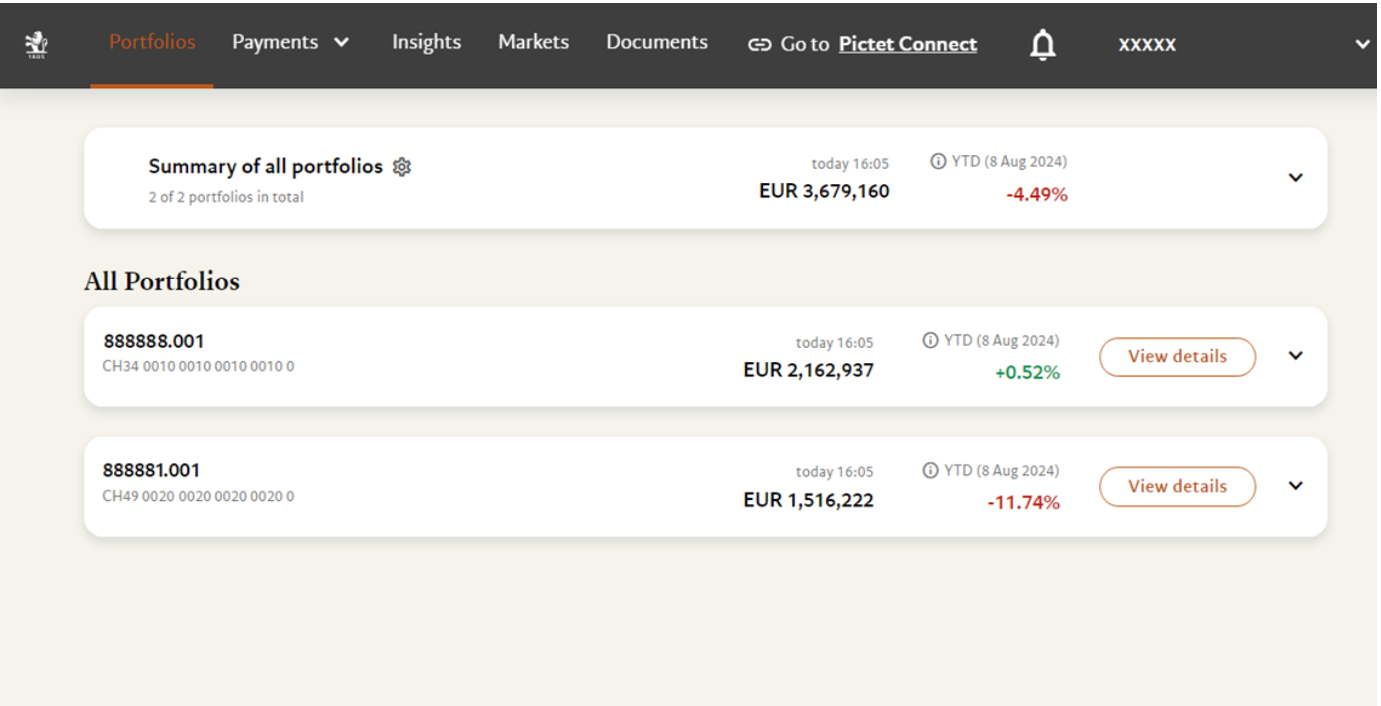 1805
Portfolios Payments Insights Markets Documents Go to Pictet Connect XXXXX
Summary of all portfolios
2 of 2 portfolios in total
today 16:05
EUR 3,679,160
YTD (8 Aug 2024)
-4.49%
All Portfolios
888888.001
CH34 0010 0010 0010 0010 0
today 16:05
EUR 2,162,937
YTD (8 Aug 2024)
+0.52%
View details
888881.001
CH49 0020 0020 0020 0020 0
today 16:05
EUR 1,516,222
YTD (8 Aug 2024)
-11.74%
View details